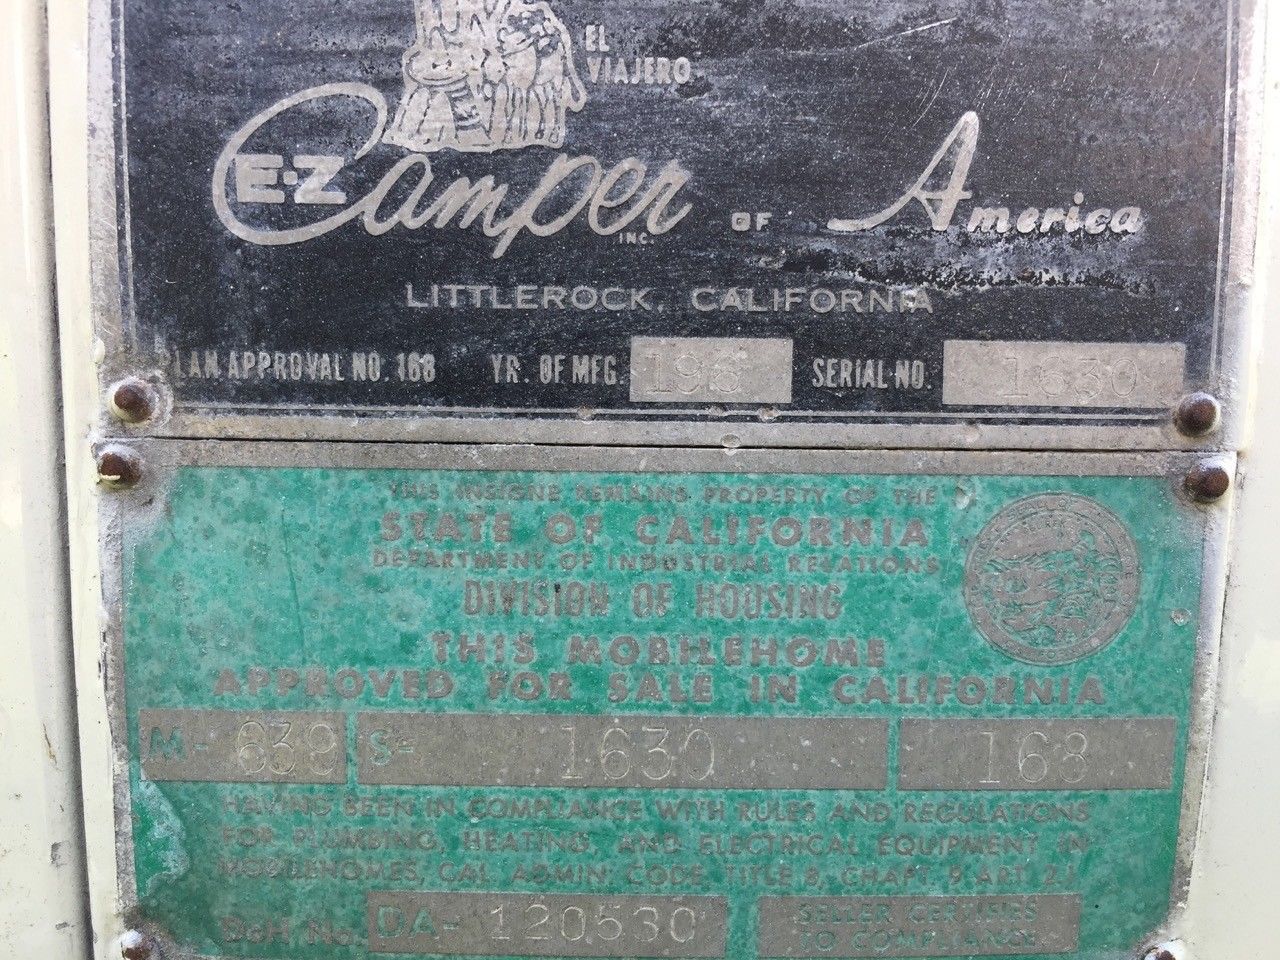 EL
VIAJERO
E-Z Camper INC. OF America
LITTLEROCK, CALIFORNIA
PLAN APPROVAL NO. 168 YR. OF MFG. 196 SERIAL NO. 1630
THIS INSIGNE REMAINS PROPERTY OF THE
STATE OF CALIFORNIA
DEPARTMENT OF INDUSTRIAL RELATIONS
DIVISION OF HOUSING
THIS MOBILEHOME
APPROVED FOR SALE IN CALIFORNIA
M- 639 S- 1630 168
HAVING BEEN IN COMPLIANCE WITH RULES AND REGULATIONS
FOR PLUMBING, HEATING, AND ELECTRICAL EQUIPMENT IN
MOBILEHOMES, CAL ADMIN CODE TITLE 8, CHAPT 9 ART 2.1
DOH No. DA- 120530 SELLER CERTIFIES
TO COMPLIANCE